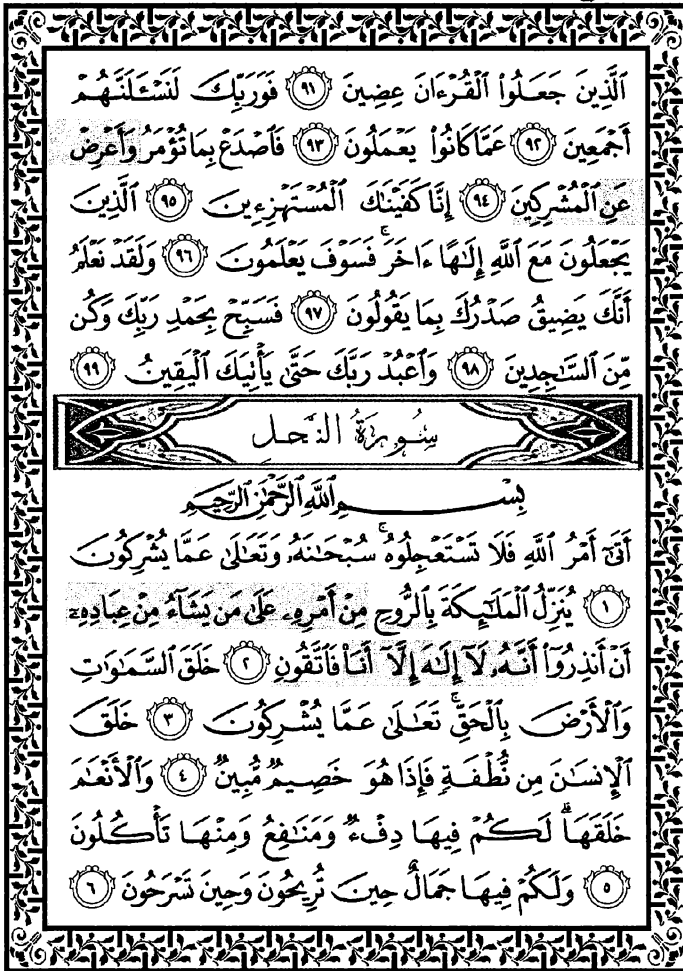 ٱلَّذِينَ جَعَلُوا۟ ٱلْقُرْءَانَ عِضِينَ ٩١ فَوَرَبِّكَ لَنَسْـَٔلَنَّهُمْ
أَجْمَعِينَ ٩٢ عَمَّا كَانُوا۟ يَعْمَلُونَ ٩٣ فَٱصْدَعْ بِمَا تُؤْمَرُ وَأَعْرِضْ
عَنِ ٱلْمُشْرِكِينَ ٩٤ إِنَّا كَفَيْنَـٰكَ ٱلْمُسْتَهْزِءِينَ ٩٥ ٱلَّذِينَ
يَجْعَلُونَ مَعَ ٱللَّهِ إِلَـٰهًا ءَاخَرَ ۚ فَسَوْفَ يَعْلَمُونَ ٩٦ وَلَقَدْ نَعْلَمُ
أَنَّكَ يَضِيقُ صَدْرُكَ بِمَا يَقُولُونَ ٩٧ فَسَبِّحْ بِحَمْدِ رَبِّكَ وَكُن
مِّنَ ٱلسَّـٰجِدِينَ ٩٨ وَٱعْبُدْ رَبَّكَ حَتَّىٰ يَأْتِيَكَ ٱلْيَقِينُ ٩٩
سُورَةُ النَّحْلِ
بِسْمِ ٱللَّهِ ٱلرَّحْمَـٰنِ ٱلرَّحِيمِ
أَتَىٰٓ أَمْرُ ٱللَّهِ فَلَا تَسْتَعْجِلُوهُ ۚ سُبْحَـٰنَهُۥ وَتَعَـٰلَىٰ عَمَّا يُشْرِكُونَ
١ يُنَزِّلُ ٱلْمَلَـٰٓئِكَةَ بِٱلرُّوحِ مِنْ أَمْرِهِۦ عَلَىٰ مَن يَشَآءُ مِنْ عِبَادِهِۦٓ
أَنْ أَنذِرُوٓا۟ أَنَّهُۥ لَآ إِلَـٰهَ إِلَّآ أَنَا۠ فَٱتَّقُونِ ٢ خَلَقَ ٱلسَّمَـٰوَٰتِ
وَٱلْأَرْضَ بِٱلْحَقِّ ۚ تَعَـٰلَىٰ عَمَّا يُشْرِكُونَ ٣ خَلَقَ
ٱلْإِنسَـٰنَ مِن نُّطْفَةٍ فَإِذَا هُوَ خَصِيمٌ مُّبِينٌ ٤ وَٱلْأَنْعَـٰمَ
خَلَقَهَا ۗ لَكُمْ فِيهَا دِفْءٌ وَمَنَـٰفِعُ وَمِنْهَا تَأْكُلُونَ
٥ وَلَكُمْ فِيهَا جَمَالٌ حِينَ تُرِيحُونَ وَحِينَ تَسْرَحُونَ ٦